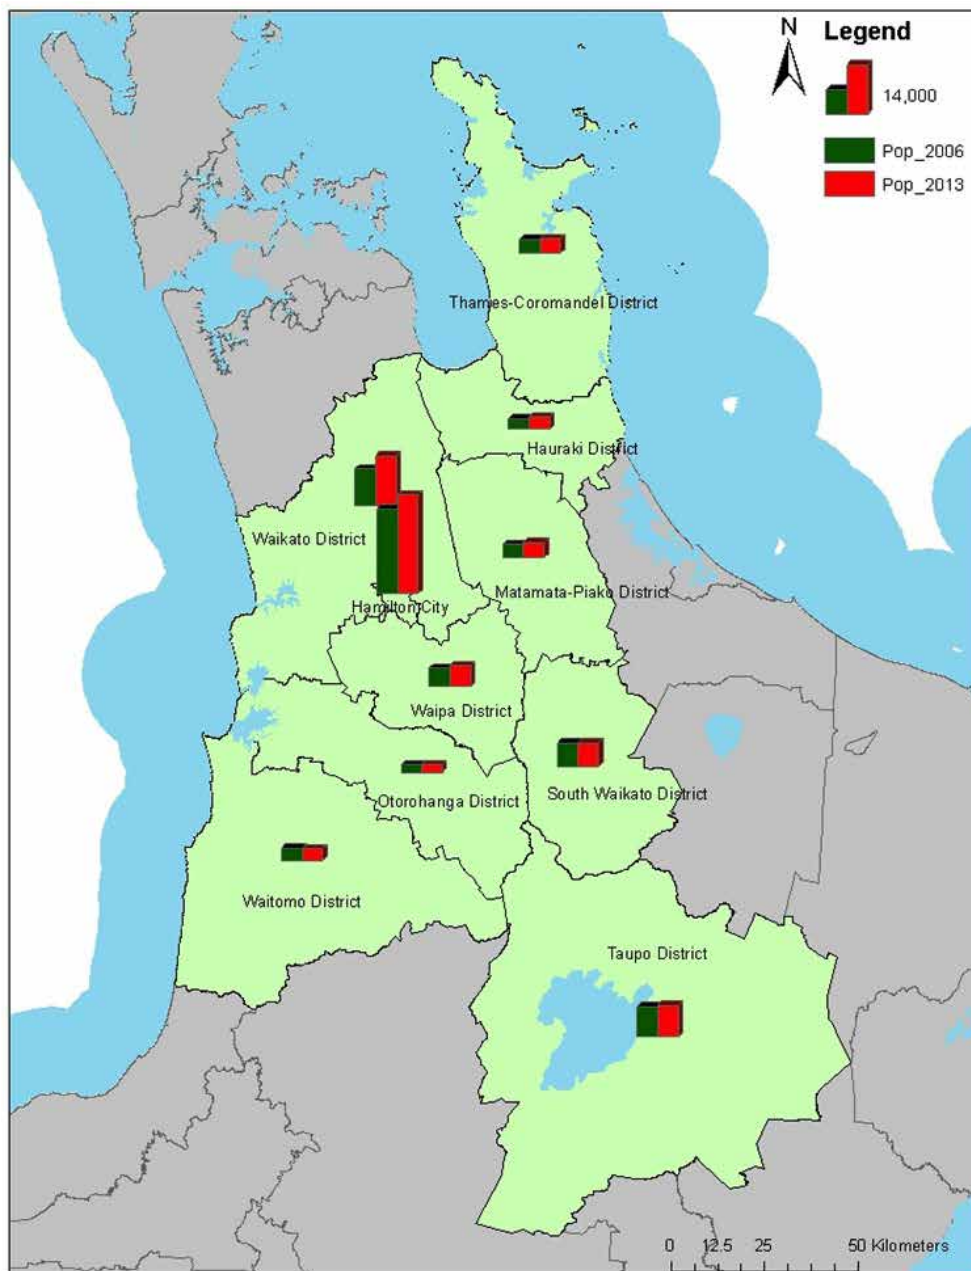 N
Legend
14,000
Pop_2006
Pop_2013
Thames-Coromandel District
Hauraki District
Waikato District
Matamata-Piako District
Hamilton City
Waipa District
Otorohanga District
South Waikato District
Waitomo District
Taupo District
0 12.5 25 50 Kilometers